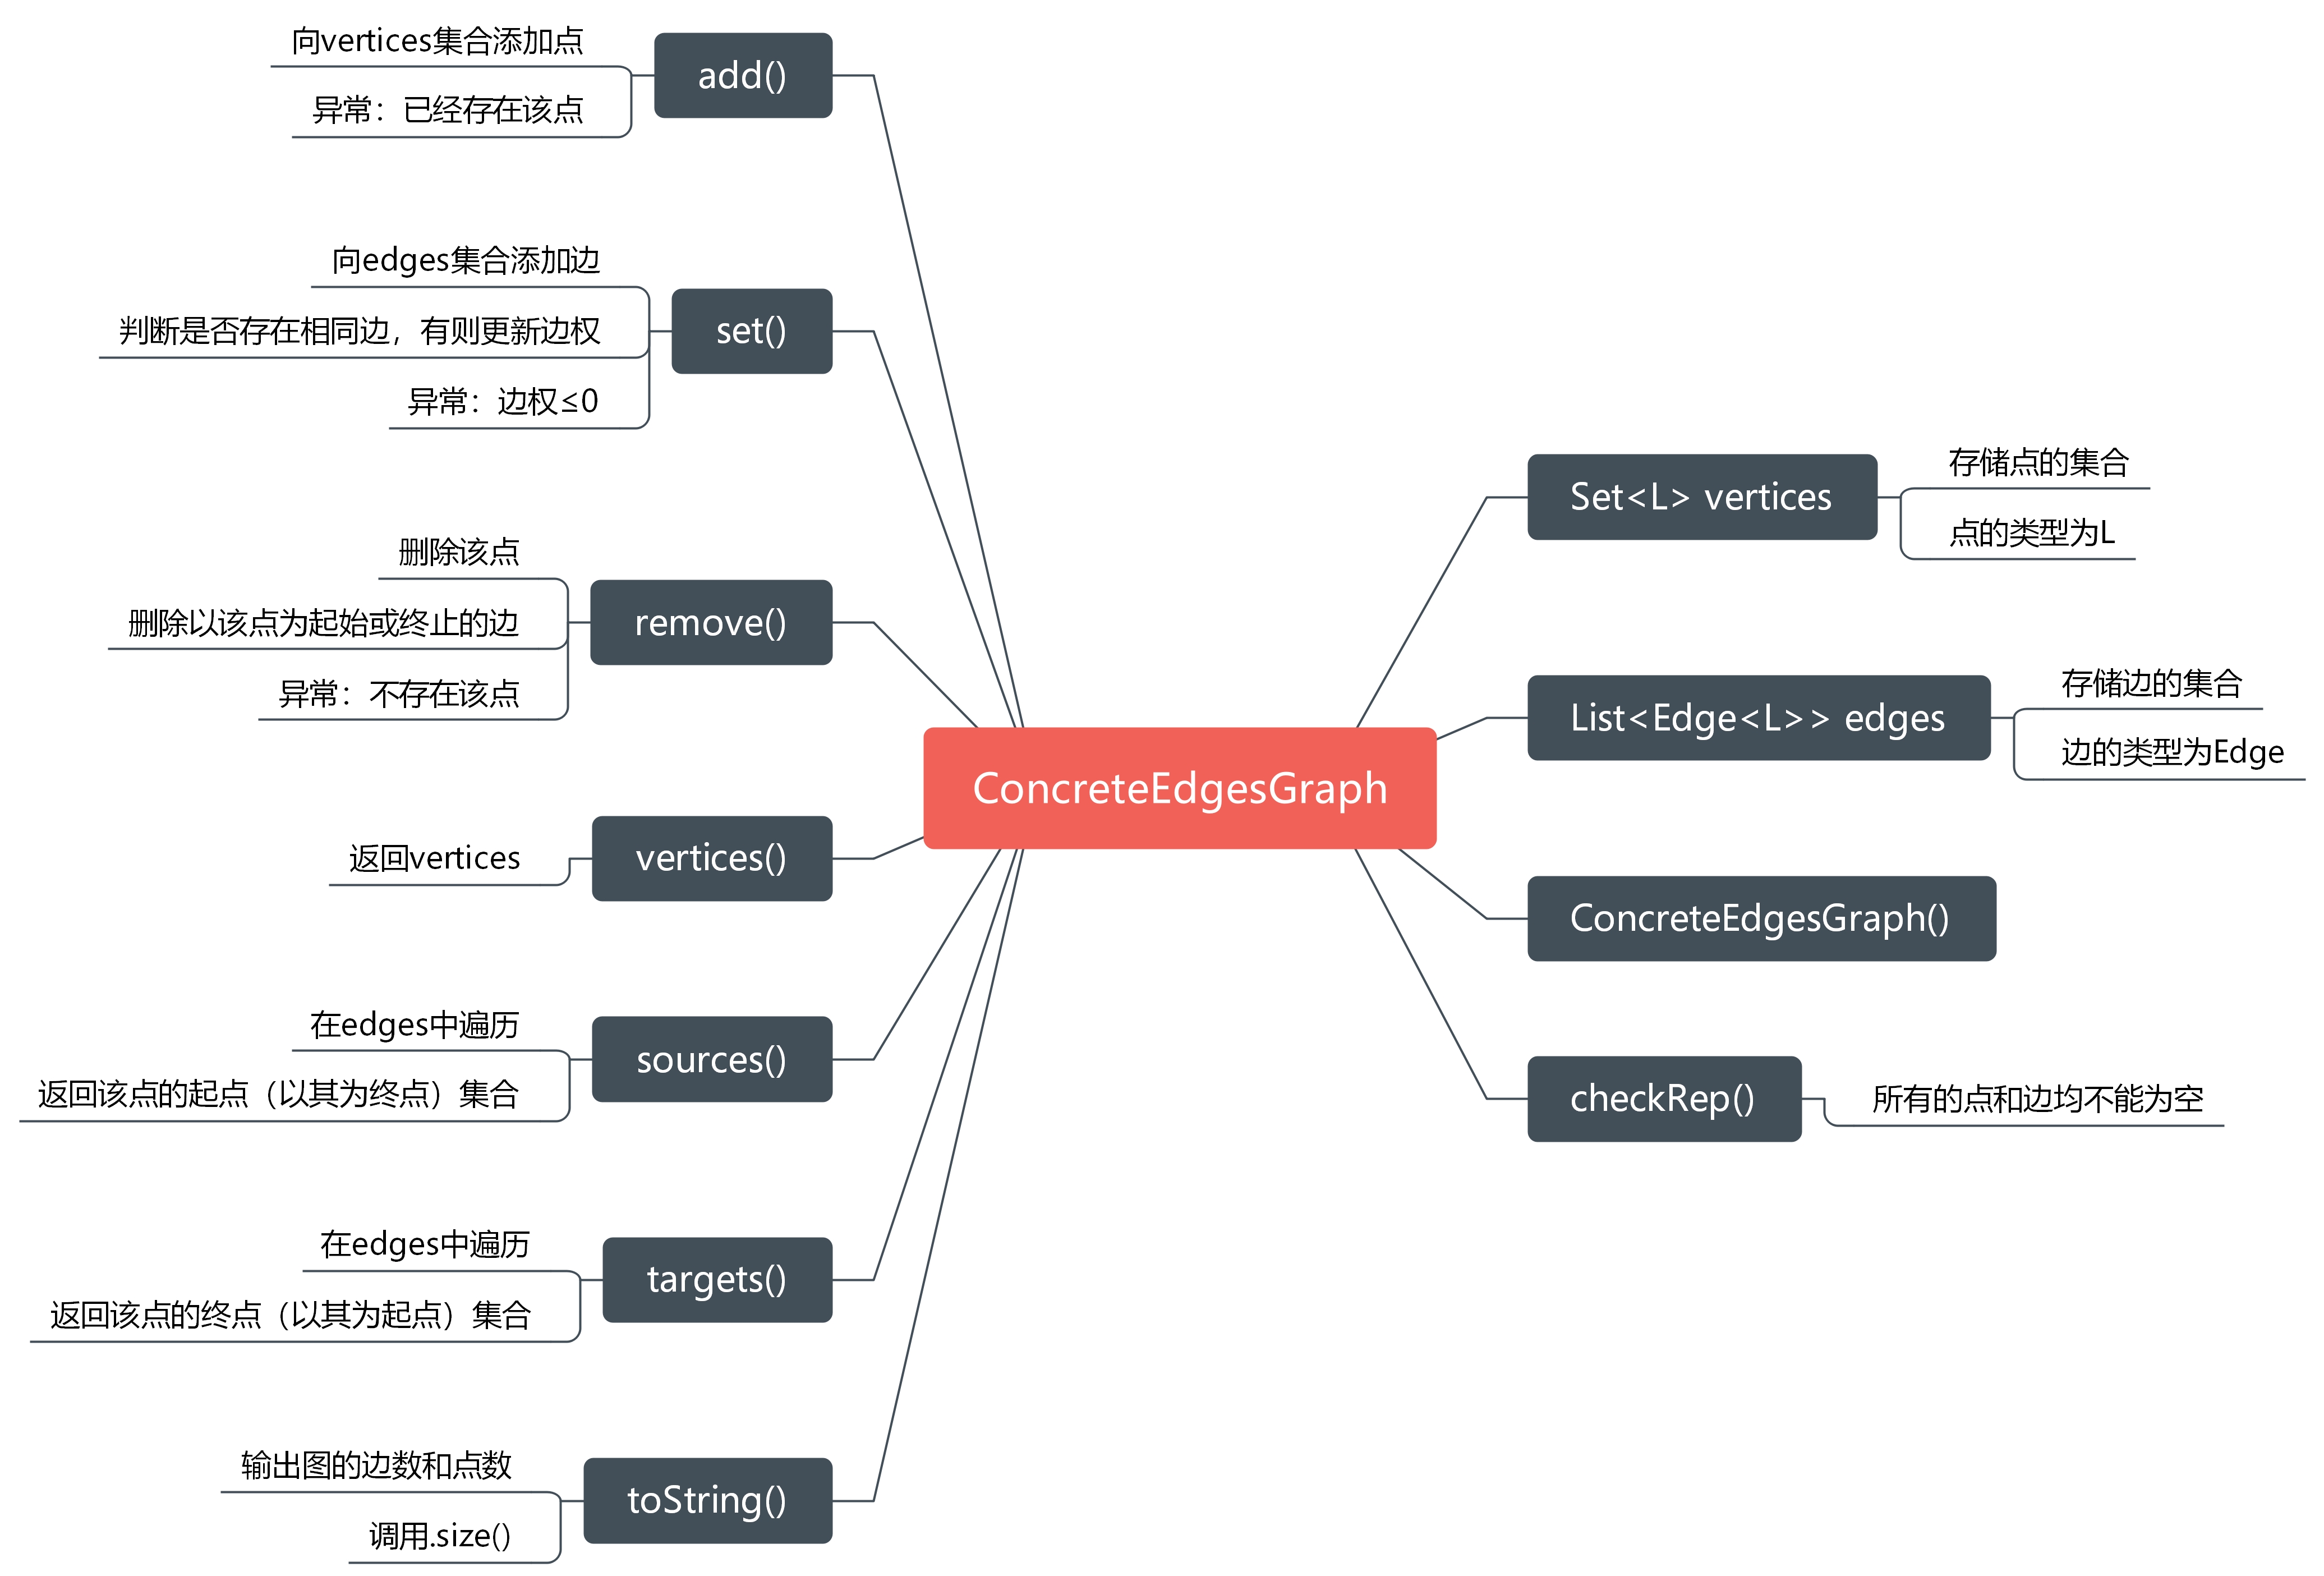 向vertices集合添加点
异常：已经存在该点
add()
向edges集合添加边
判断是否存在相同边，有则更新边权
异常：边权≤0
set()
删除该点
删除以该点为起始或终止的边
异常：不存在该点
remove()
返回vertices
vertices()
在edges中遍历
返回该点的起点（以其为终点）集合
sources()
在edges中遍历
返回该点的终点（以其为起点）集合
targets()
输出图的边数和点数
调用.size()
toString()
ConcreteEdgesGraph
Set<L> vertices
存储点的集合
点的类型为L
List<Edge<L>> edges
存储边的集合
边的类型为Edge
ConcreteEdgesGraph()
checkRep()
所有的点和边均不能为空